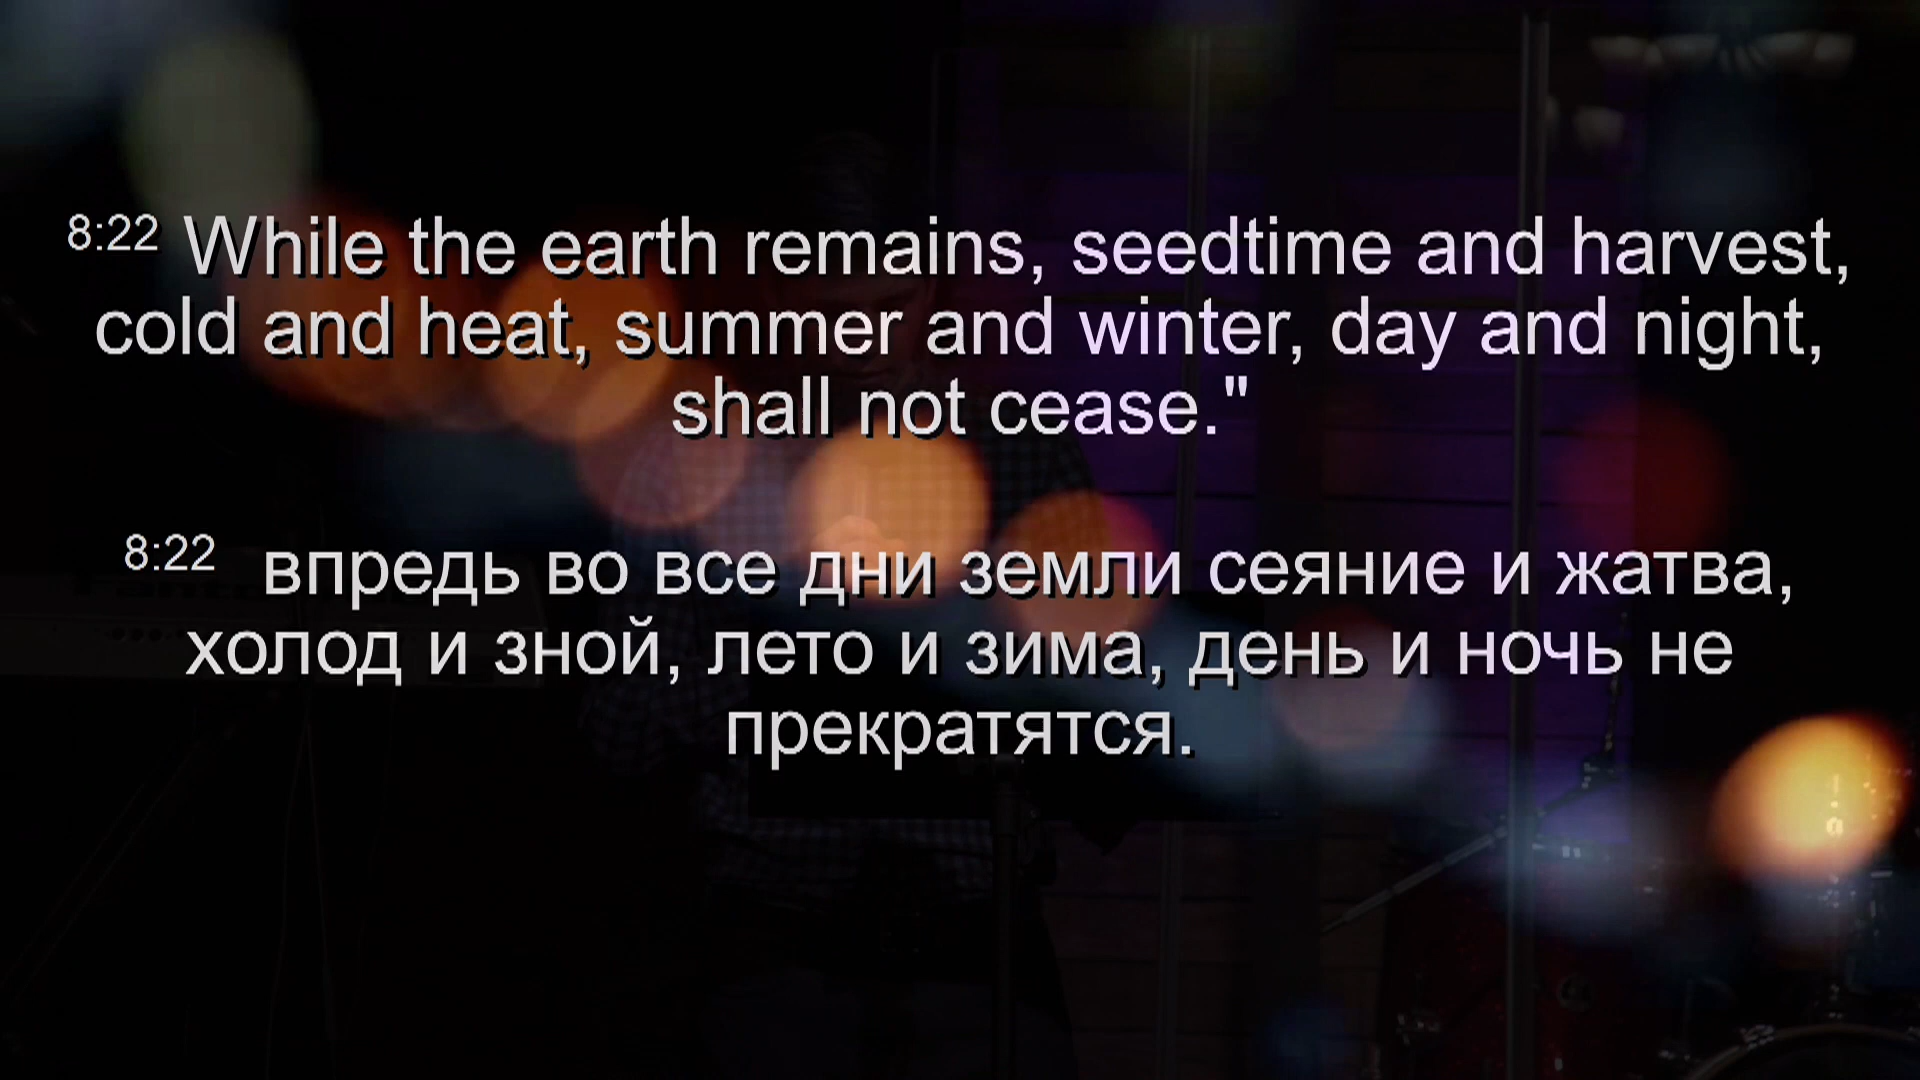 8:22 While the earth remains, seedtime and harvest,
cold and heat, summer and winter, day and night,
shall not cease."
8:22 впредь во все дни земли сеяние и жатва,
холод и зной, лето и зима, день и ночь не
прекратятся.